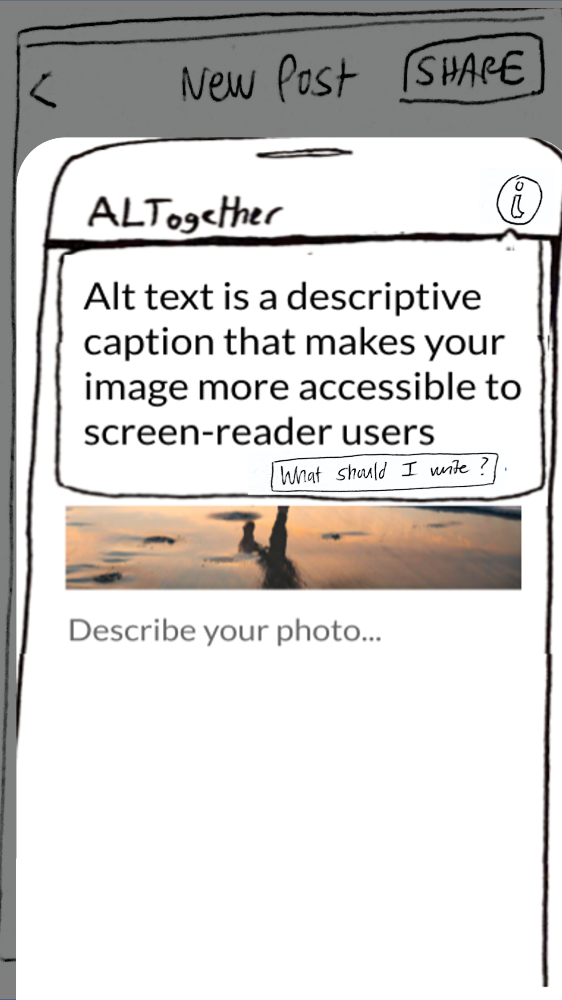 <
New Post
SHARE
ALTogether
i
Alt text is a descriptive
caption that makes your
image more accessible to
screen-reader users
What should I write?
Describe your photo...